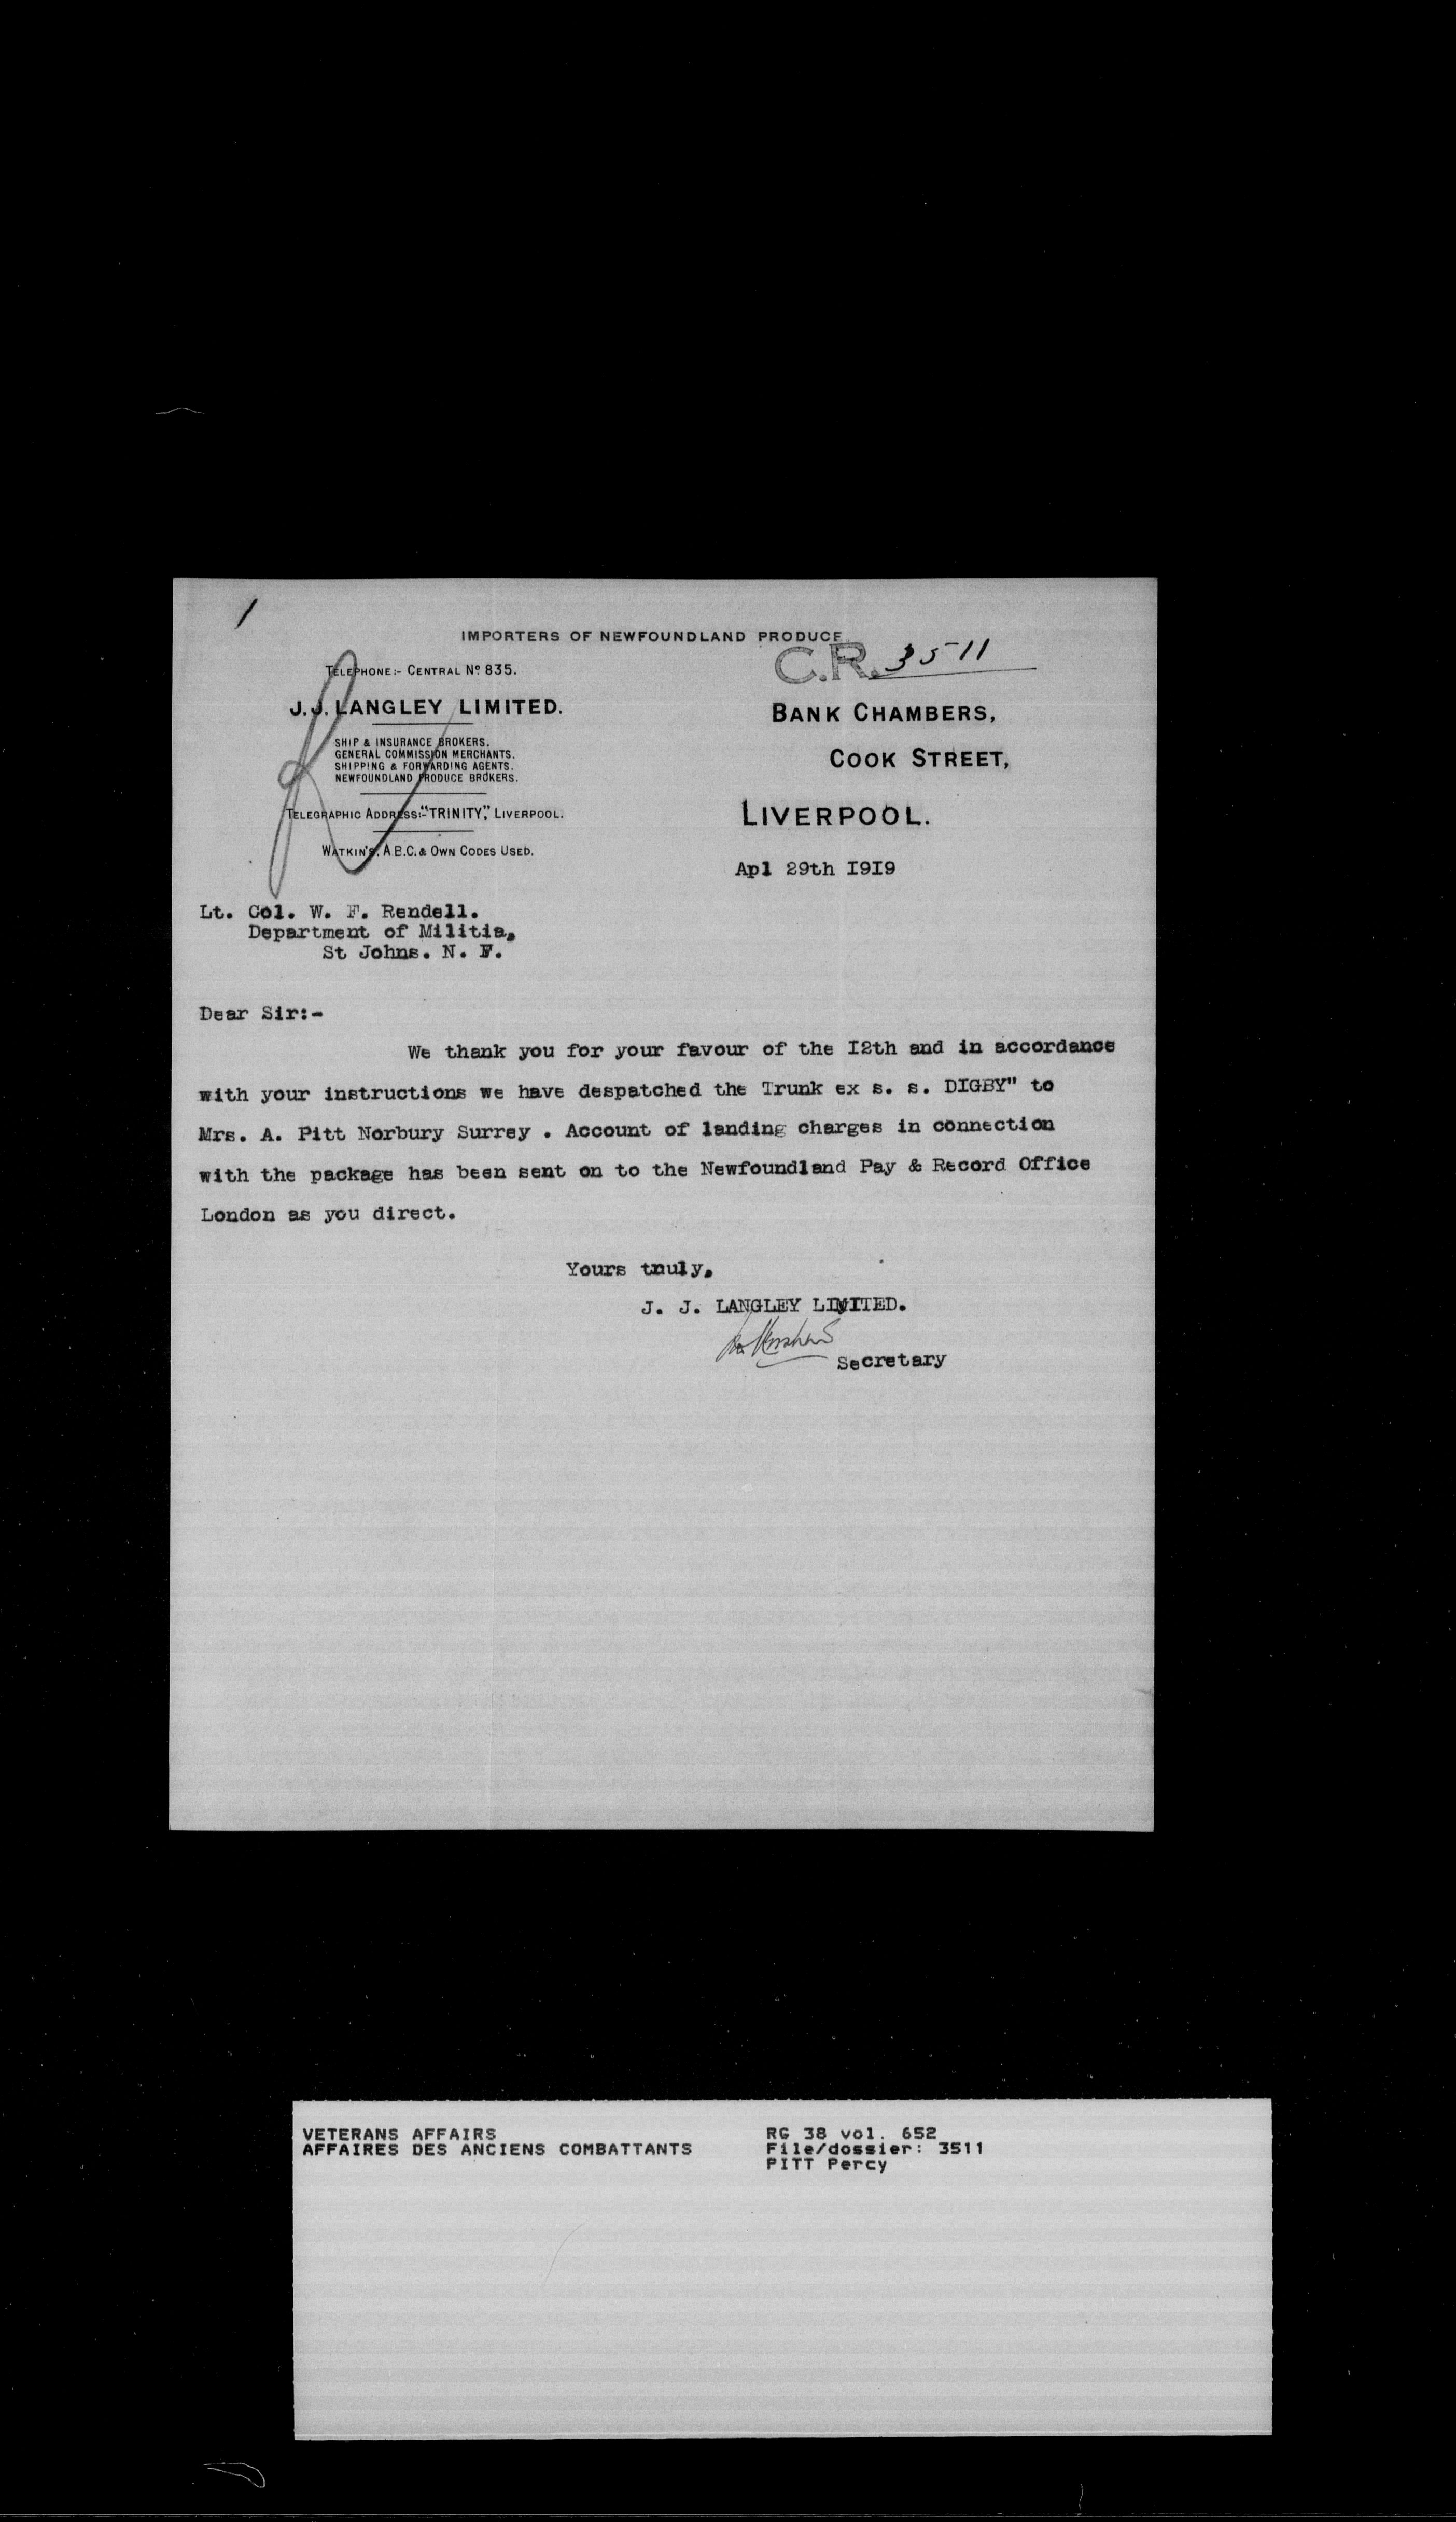 1
IMPORTERS OF NEWFOUNDLAND PRODUCE
C.R. 3511
TELEPHONE:- CENTRAL No 835.
J. J. LANGLEY LIMITED.
SHIP & INSURANCE BROKERS.
GENERAL COMMISSION MERCHANTS.
SHIPPING & FORWARDING AGENTS.
NEWFOUNDLAND PRODUCE BROKERS.
TELEGRAPHIC ADDRESS:-"TRINITY," LIVERPOOL.
WATKIN'S, A.B.C. & OWN CODES USED.
BANK CHAMBERS,
COOK STREET,
LIVERPOOL.
Apl 29th I9I9
Lt. Col. W. F. Rendell.
Department of Militia,
St Johns. N. F.
Dear Sir:-
We thank you for your favour of the I2th and in accordance
with your instructions we have despatched the Trunk ex s. s. DIGBY" to
Mrs. A. Pitt Norbury Surrey . Account of landing charges in connection
with the package has been sent on to the Newfoundland Pay & Record Office
London as you direct.
Yours truly,
J. J. LANGLEY LIMITED.
Secretary
VETERANS AFFAIRS
AFFAIRES DES ANCIENS COMBATTANTS
RG 38 vol. 652
File/dossier: 3511
PITT Percy